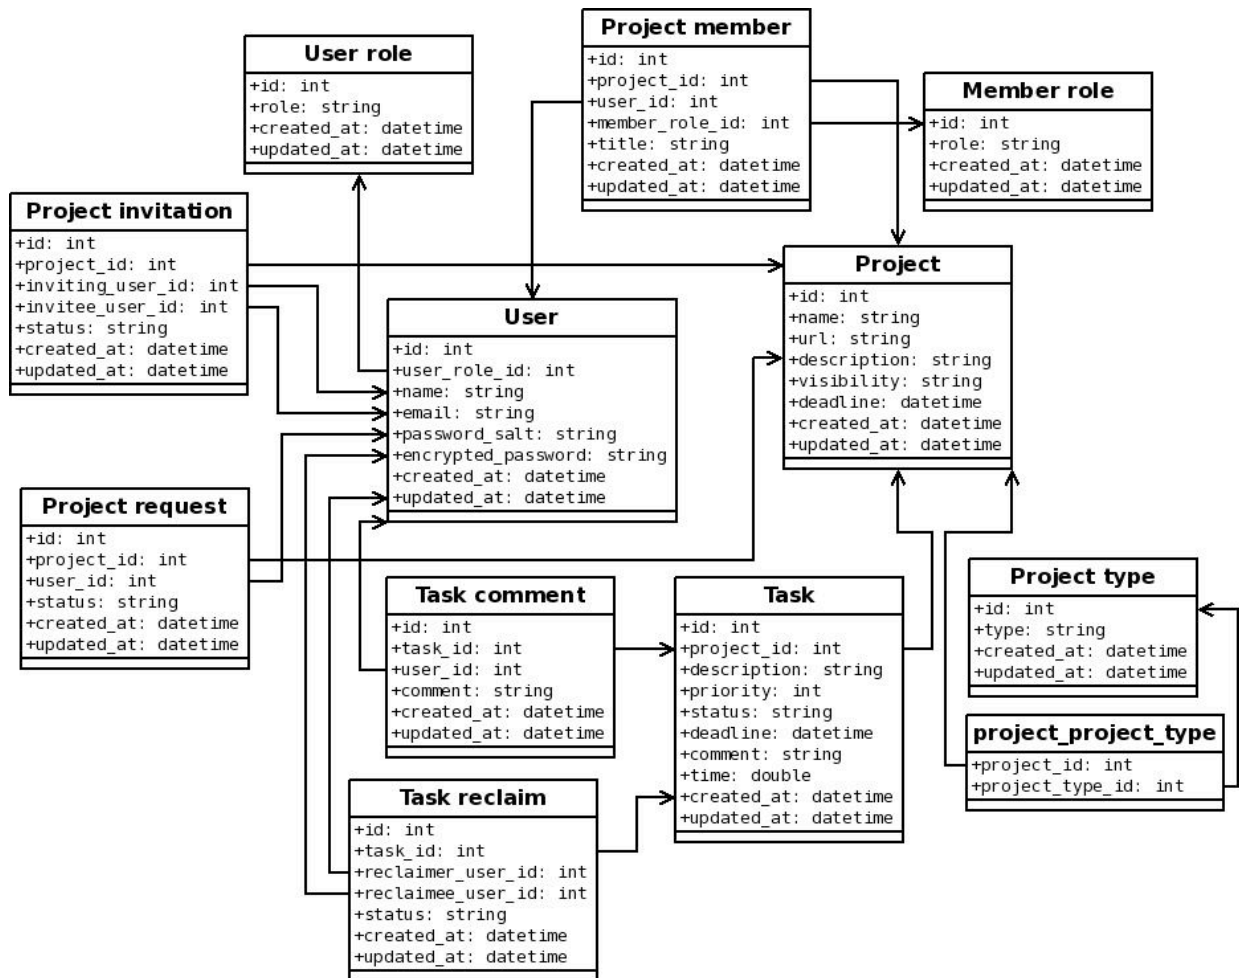 Project member
+id: int
+project_id: int
+user_id: int
+member_role_id: int
+title: string
+created_at: datetime
+updated_at: datetime
User role
+id: int
+role: string
+created_at: datetime
+updated_at: datetime
Member role
+id: int
+role: string
+created_at: datetime
+updated_at: datetime
Project invitation
+id: int
+project_id: int
+inviting_user_id: int
+invitee_user_id: int
+status: string
+created_at: datetime
+updated_at: datetime
User
+id: int
+user_role_id: int
+name: string
+email: string
+password_salt: string
+encrypted_password: string
+created_at: datetime
+updated_at: datetime
Project
+id: int
+name: string
+url: string
+description: string
+visibility: string
+deadline: datetime
+created_at: datetime
+updated_at: datetime
Project request
+id: int
+project_id: int
+user_id: int
+status: string
+created_at: datetime
+updated_at: datetime
Task comment
+id: int
+task_id: int
+user_id: int
+comment: string
+created_at: datetime
+updated_at: datetime
Task
+id: int
+project_id: int
+description: string
+priority: int
+status: string
+deadline: datetime
+comment: string
+time: double
+created_at: datetime
+updated_at: datetime
Project type
+id: int
+type: string
+created_at: datetime
+updated_at: datetime
project_project_type
+project_id: int
+project_type_id: int
Task reclaim
+id: int
+task_id: int
+reclaimer_user_id: int
+reclaimee_user_id: int
+status: string
+created_at: datetime
+updated_at: datetime